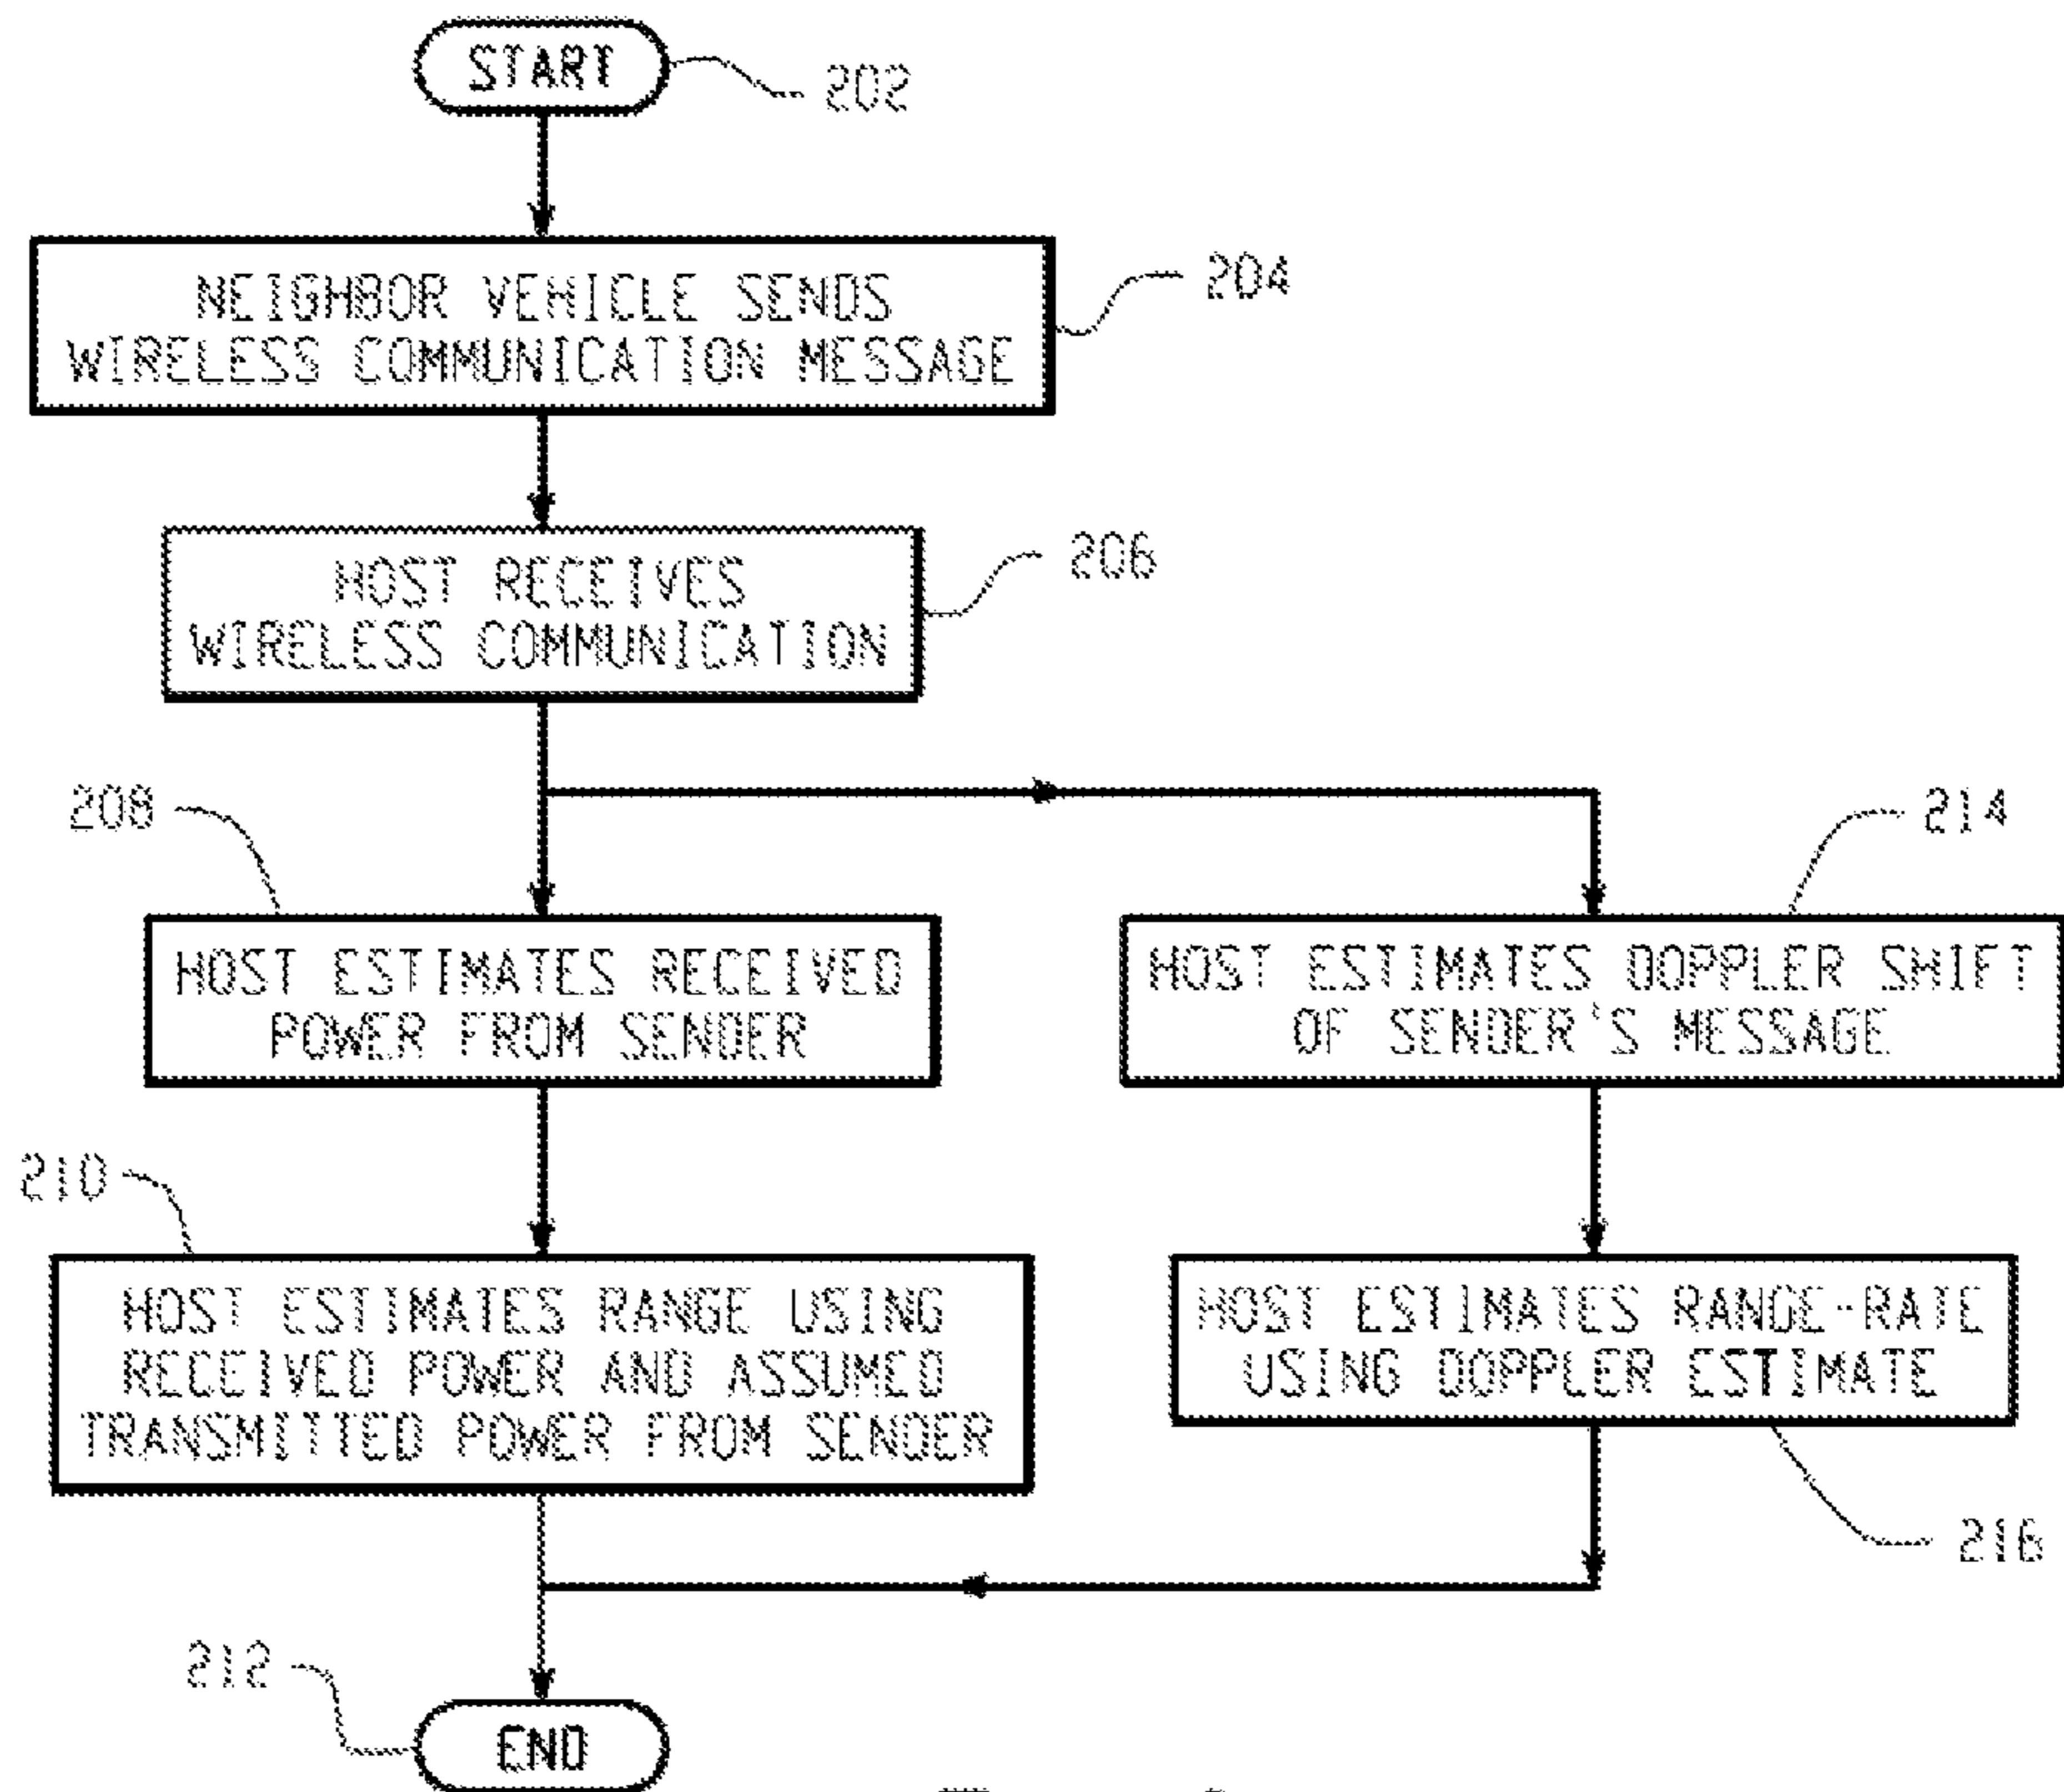 START
202
NEIGHBOR VEHICLE SENDS
WIRELESS COMMUNICATION MESSAGE
204
HOST RECEIVES
WIRELESS COMMUNICATION
206
208
214
HOST ESTIMATES RECEIVED
POWER FROM SENDER
HOST ESTIMATES DOPPLER SHIFT
OF SENDER'S MESSAGE
210
HOST ESTIMATES RANGE USING
RECEIVED POWER AND ASSUMED
TRANSMITTED POWER FROM SENDER
HOST ESTIMATES RANGE-RATE
USING DOPPLER ESTIMATE
216
212
END